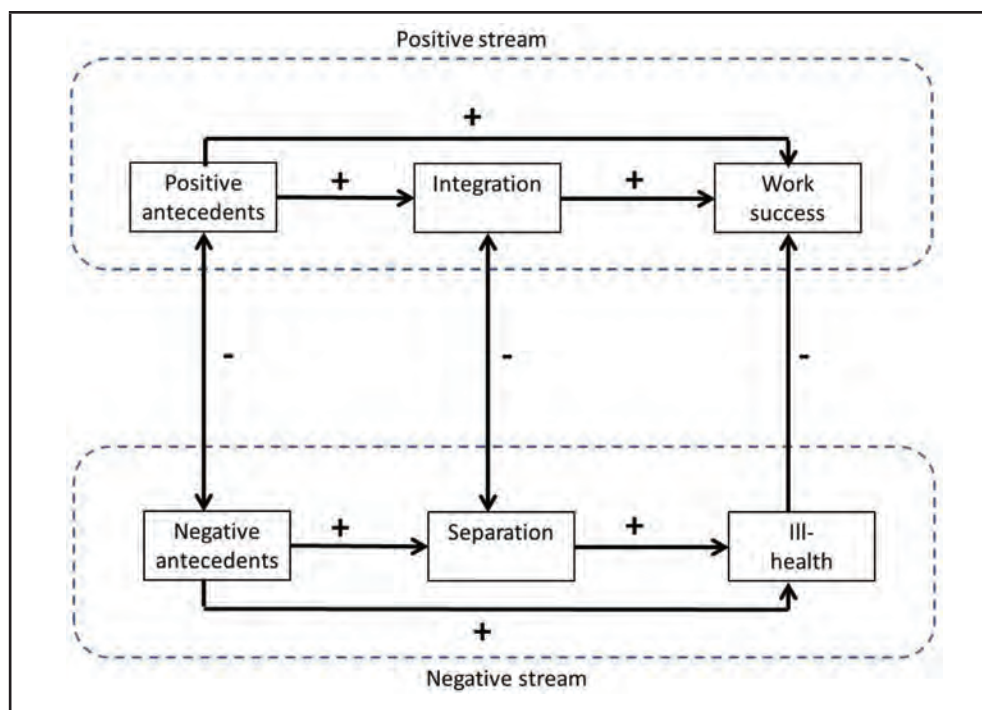 Positive stream
+
Positive
antecedents
+
Integration
+
Work
success
-
-
-
Negative
antecedents
+
Separation
+
Ill-
health
+
Negative stream